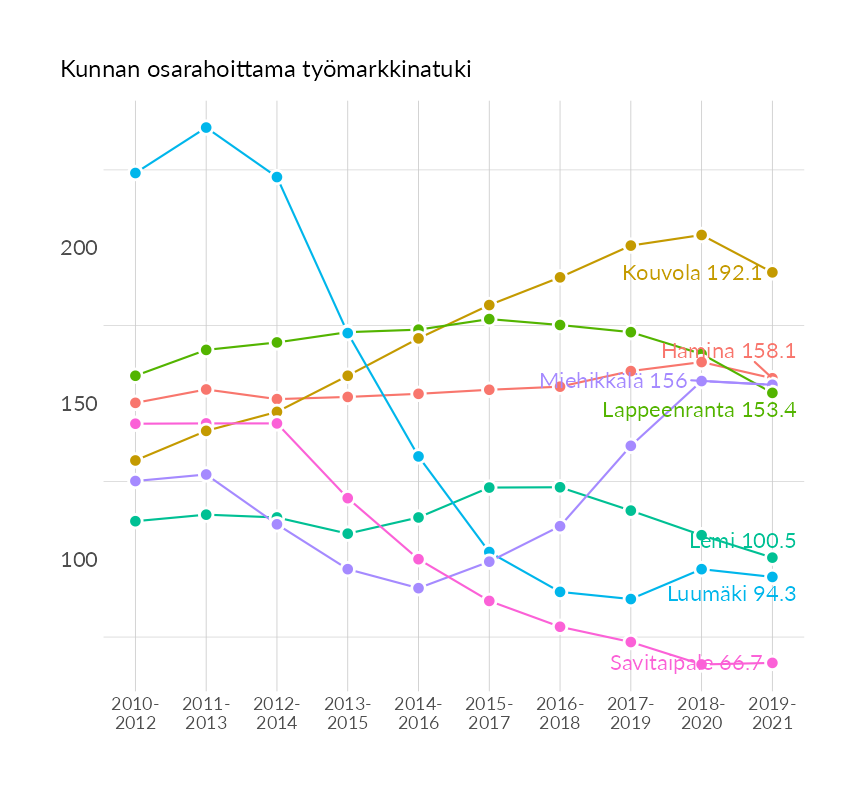 Kunnan osarahoittama työmarkkinatuki
200
Kouvola 192.1
Hamina 158.1
Miehikkälä 156
150
Lappeenranta 153.4
Lemi 100.5
100
Luumäki 94.3
Savitaipale 66.7
2010- 2011- 2012- 2013- 2014- 2015- 2016- 2017- 2018- 2019-
2012 2013 2014 2015 2016 2017 2018 2019 2020 2021